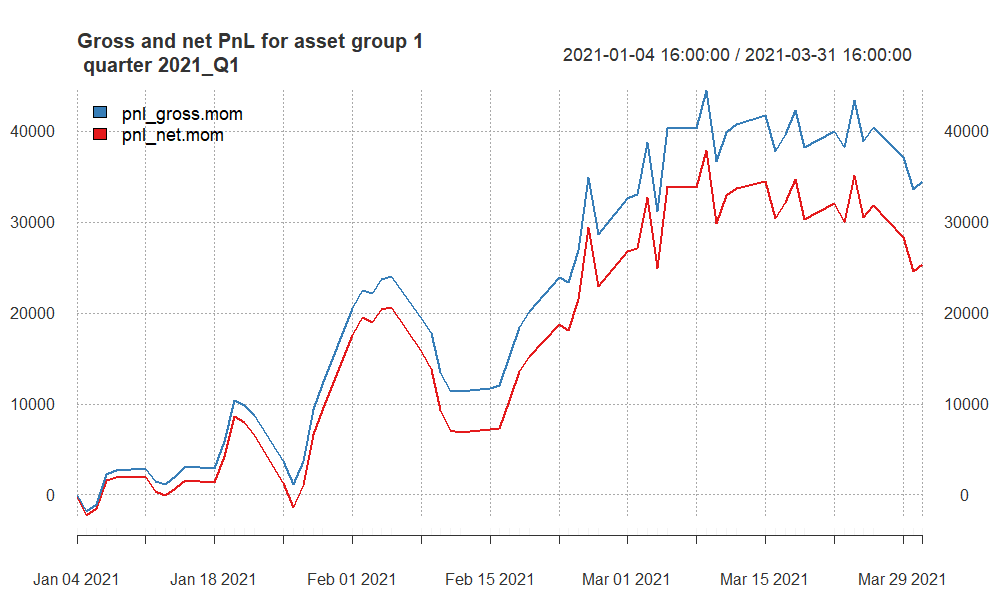 Gross and net PnL for asset group 1
quarter 2021_Q1
2021-01-04 16:00:00 / 2021-03-31 16:00:00
pnl_gross.mom
pnl_net.mom
40000 40000
30000 30000
20000 20000
10000 10000
0 0
Jan 04 2021 Jan 18 2021 Feb 01 2021 Feb 15 2021 Mar 01 2021 Mar 15 2021 Mar 29 2021